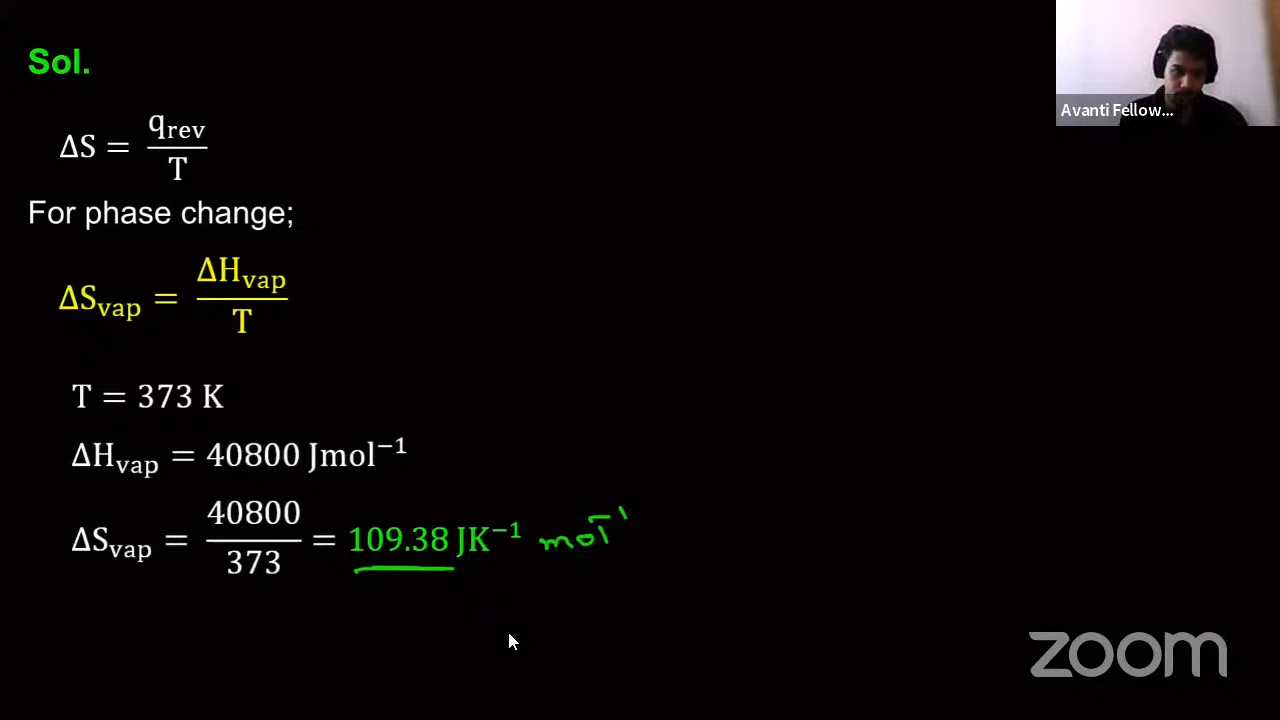 Sol.
ΔS = q_rev / T
For phase change;
ΔS_vap = ΔH_vap / T
T = 373 K
ΔH_vap = 40800 Jmol⁻¹
ΔS_vap = 40800 / 373 = 109.38 JK⁻¹ mol⁻¹
Avanti Fellow...
zoom